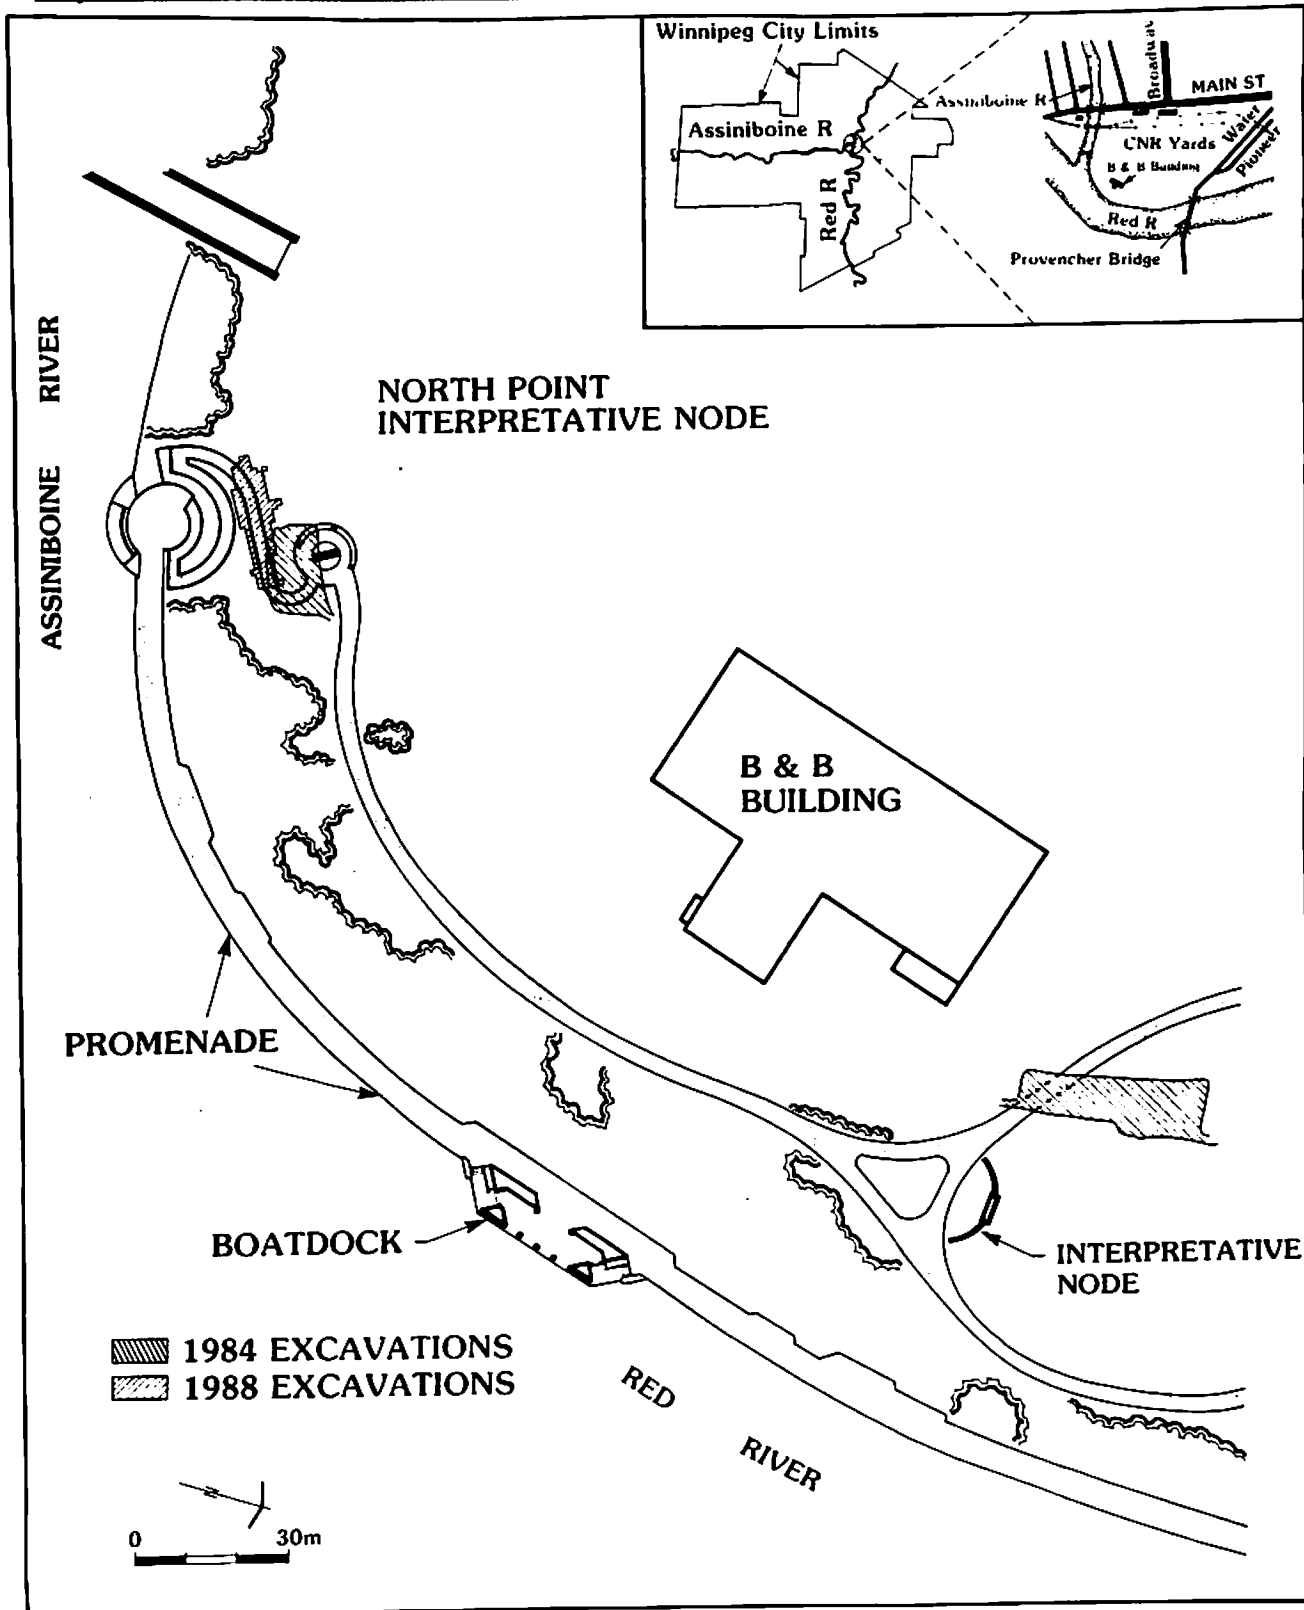 Winnipeg City Limits
Assiniboine R
Red R
Assiniboine R
Broadway
MAIN ST
CNR Yards
Water
Pioneer
B & B Building
Red R
Provencher Bridge
ASSINIBOINE RIVER
NORTH POINT
INTERPRETATIVE NODE
B & B
BUILDING
PROMENADE
BOATDOCK
INTERPRETATIVE
NODE
1984 EXCAVATIONS
1988 EXCAVATIONS
RED
RIVER
N
0 30m